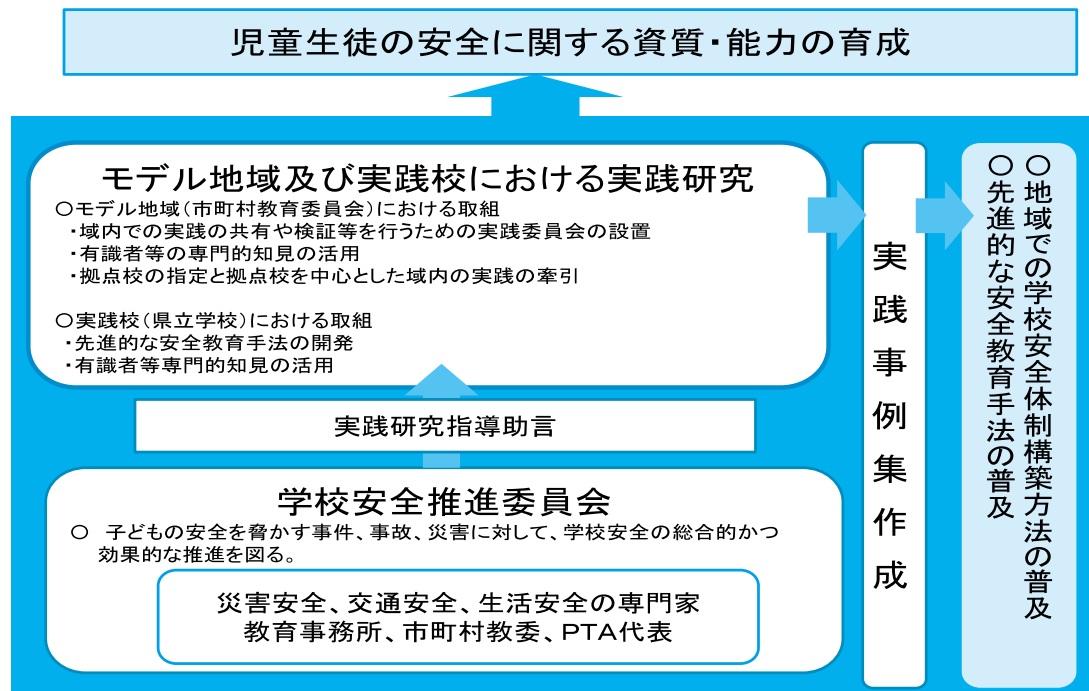 児童生徒の安全に関する資質・能力の育成
モデル地域及び実践校における実践研究
○モデル地域(市町村教育委員会)における取組
・域内での実践の共有や検証等を行うための実践委員会の設置
・有識者等の専門的知見の活用
・拠点校の指定と拠点校を中心とした域内の実践の牽引
○実践校(県立学校)における取組
・先進的な安全教育手法の開発
・有識者等専門的知見の活用
実践研究指導助言
学校安全推進委員会
○ 子どもの安全を脅かす事件、事故、災害に対して、学校安全の総合的かつ
効果的な推進を図る。
災害安全、交通安全、生活安全の専門家
教育事務所、市町村教委、PTA代表
実践事例集作成
○地域での学校安全体制構築方法の普及
○先進的な安全教育手法の普及